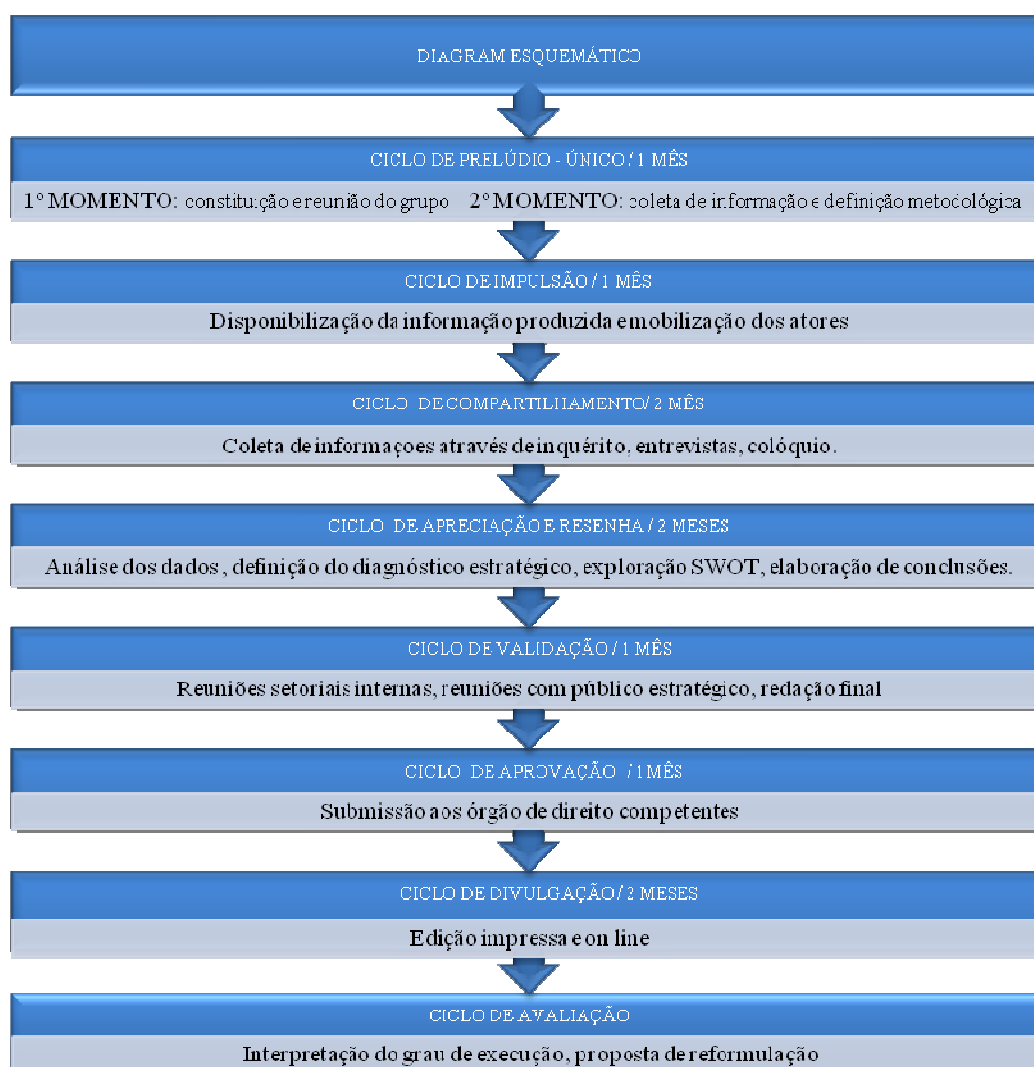 DIAGRAM ESQUEMÁTICO
CICLO DE PRELÚDIO - ÚNICO / 1 MÊS
1º MOMENTO: constituição e reunião do grupo 2º MOMENTO: coleta de informação e definição metodológica
CICLO DE IMPULSÃO / 1 MÊS
Disponibilização da informação produzida e mobilização dos atores
CICLO DE COMPARTILHAMENTO/ 2 MÊS
Coleta de informaçoes através de inquérito, entrevistas, colóquio.
CICLO DE APRECIAÇÃO E RESENHA / 2 MESES
Análise dos dados , definição do diagnóstico estratégico, exploração SWOT, elaboração de conclusões.
CICLO DE VALIDAÇÃO / 1 MÊS
Reuniões setoriais internas, reuniões com público estratégico, redação final
CICLO DE APROVAÇÃO / 1 MÊS
Submissão aos órgão de direito competentes
CICLO DE DIVULGAÇÃO / 2 MESES
Edição impressa e on line
CICLO DE AVALIAÇÃO
Interpretação do grau de execução, proposta de reformulação